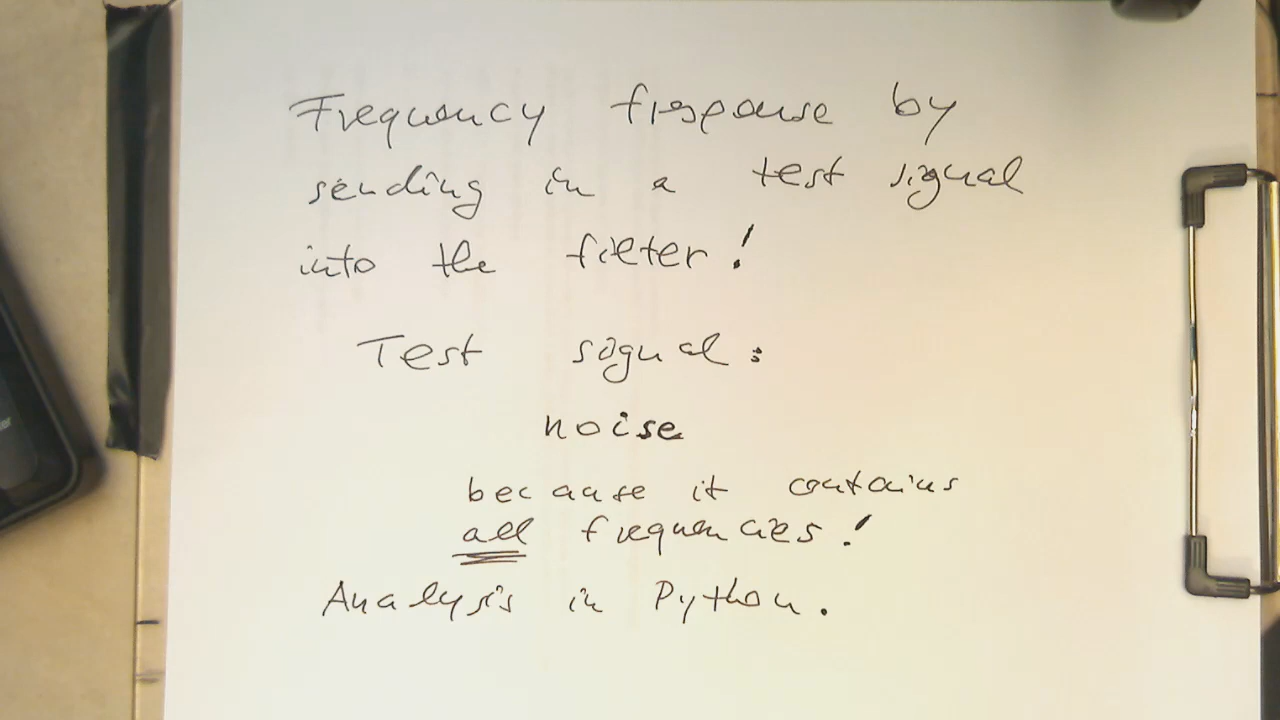 Frequency response by
sending in a test signal
into the filter!
Test signal:
noise
because it contains
all frequencies!
Analysis in Python.